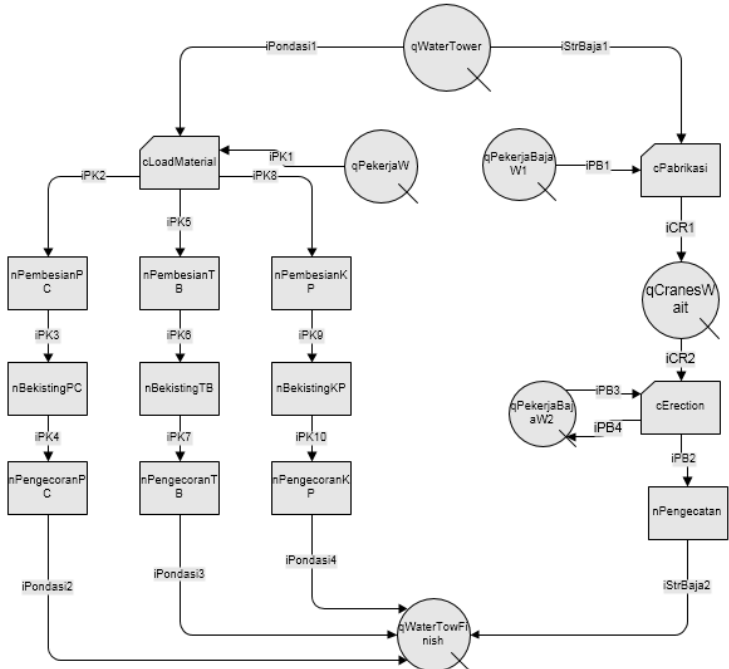 iPondasi1
qWaterTower
iStrBaja1
cLoadMaterial
iPK1
qPekerjaW
qPekerjaBaja
W1
iPB1
cPabrikasi
iPK2
iPK8
iPK5
iCR1
nPembesianP
C
nPembesianT
B
nPembesianK
P
qCranesW
ait
iPK3
iPK6
iPK9
iCR2
nBekistingPC
nBekistingTB
nBekistingKP
qPekerjaBaj
aW2
iPB3
iPB4
cErection
iPK4
iPK7
iPK10
iPB2
nPengecoranP
C
nPengecoranT
B
nPengecoranK
P
nPengecatan
iPondasi2
iPondasi3
iPondasi4
iStrBaja2
qWaterTowFi
nish